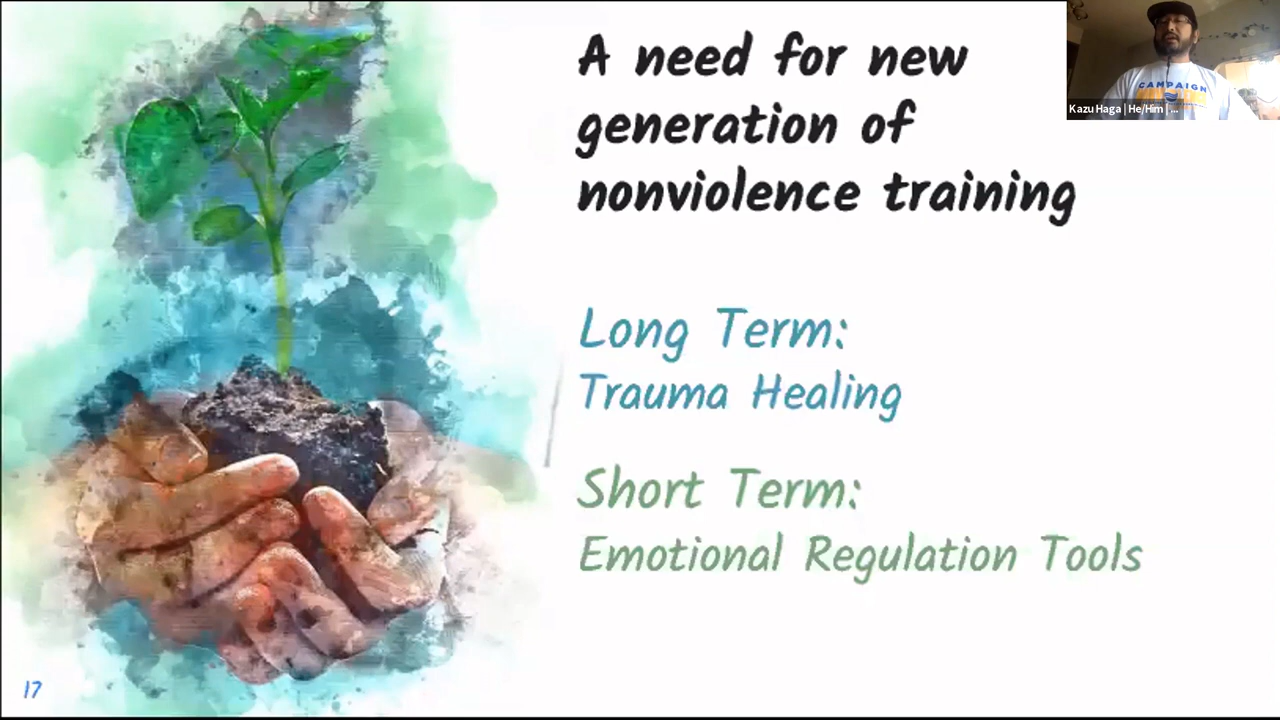 A need for new
generation of
nonviolence training
Long Term:
Trauma Healing
Short Term:
Emotional Regulation Tools
17
CAMPAIGN
Kazu Haga | He/Him | ...